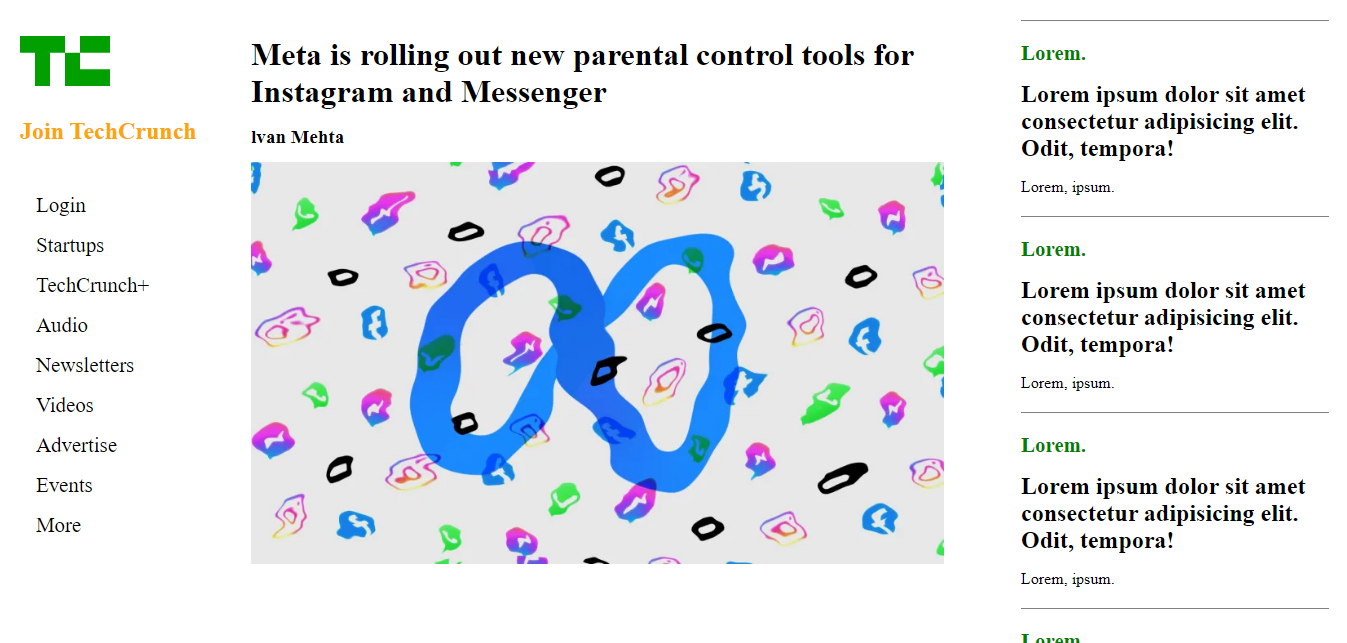 TC
Join TechCrunch
Login
Startups
TechCrunch+
Audio
Newsletters
Videos
Advertise
Events
More
Meta is rolling out new parental control tools for
Instagram and Messenger
Ivan Mehta
Lorem.
Lorem ipsum dolor sit amet
consectetur adipisicing elit.
Odit, tempora!
Lorem, ipsum.
Lorem.
Lorem ipsum dolor sit amet
consectetur adipisicing elit.
Odit, tempora!
Lorem, ipsum.
Lorem.
Lorem ipsum dolor sit amet
consectetur adipisicing elit.
Odit, tempora!
Lorem, ipsum.
Lorem.